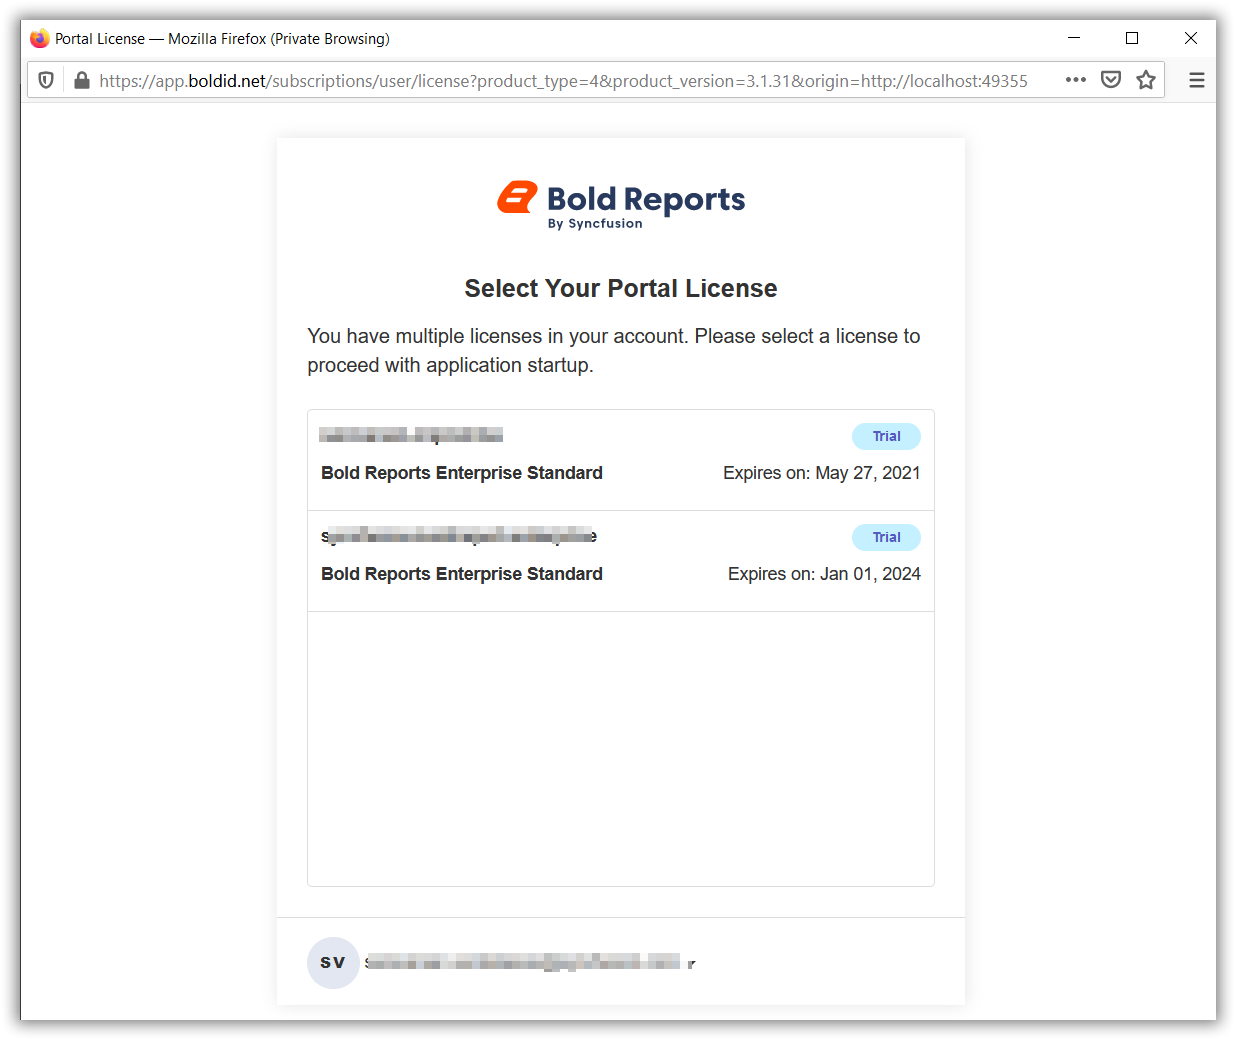 Portal License — Mozilla Firefox (Private Browsing)
https://app.boldid.net/subscriptions/user/license?product_type=4&product_version=3.1.31&origin=http://localhost:49355
Bold Reports
By Syncfusion
Select Your Portal License
You have multiple licenses in your account. Please select a license to
proceed with application startup.
Trial
Bold Reports Enterprise Standard Expires on: May 27, 2021
Trial
Bold Reports Enterprise Standard Expires on: Jan 01, 2024
SV